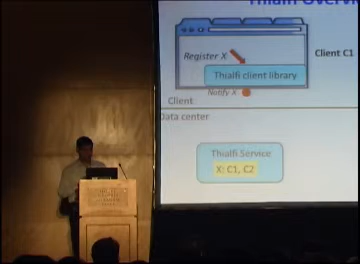 Thialfi Overvi
Register X
Client C1
Thialfi client library
Notify X
Client
Data center
Thialfi Service
X: C1, C2